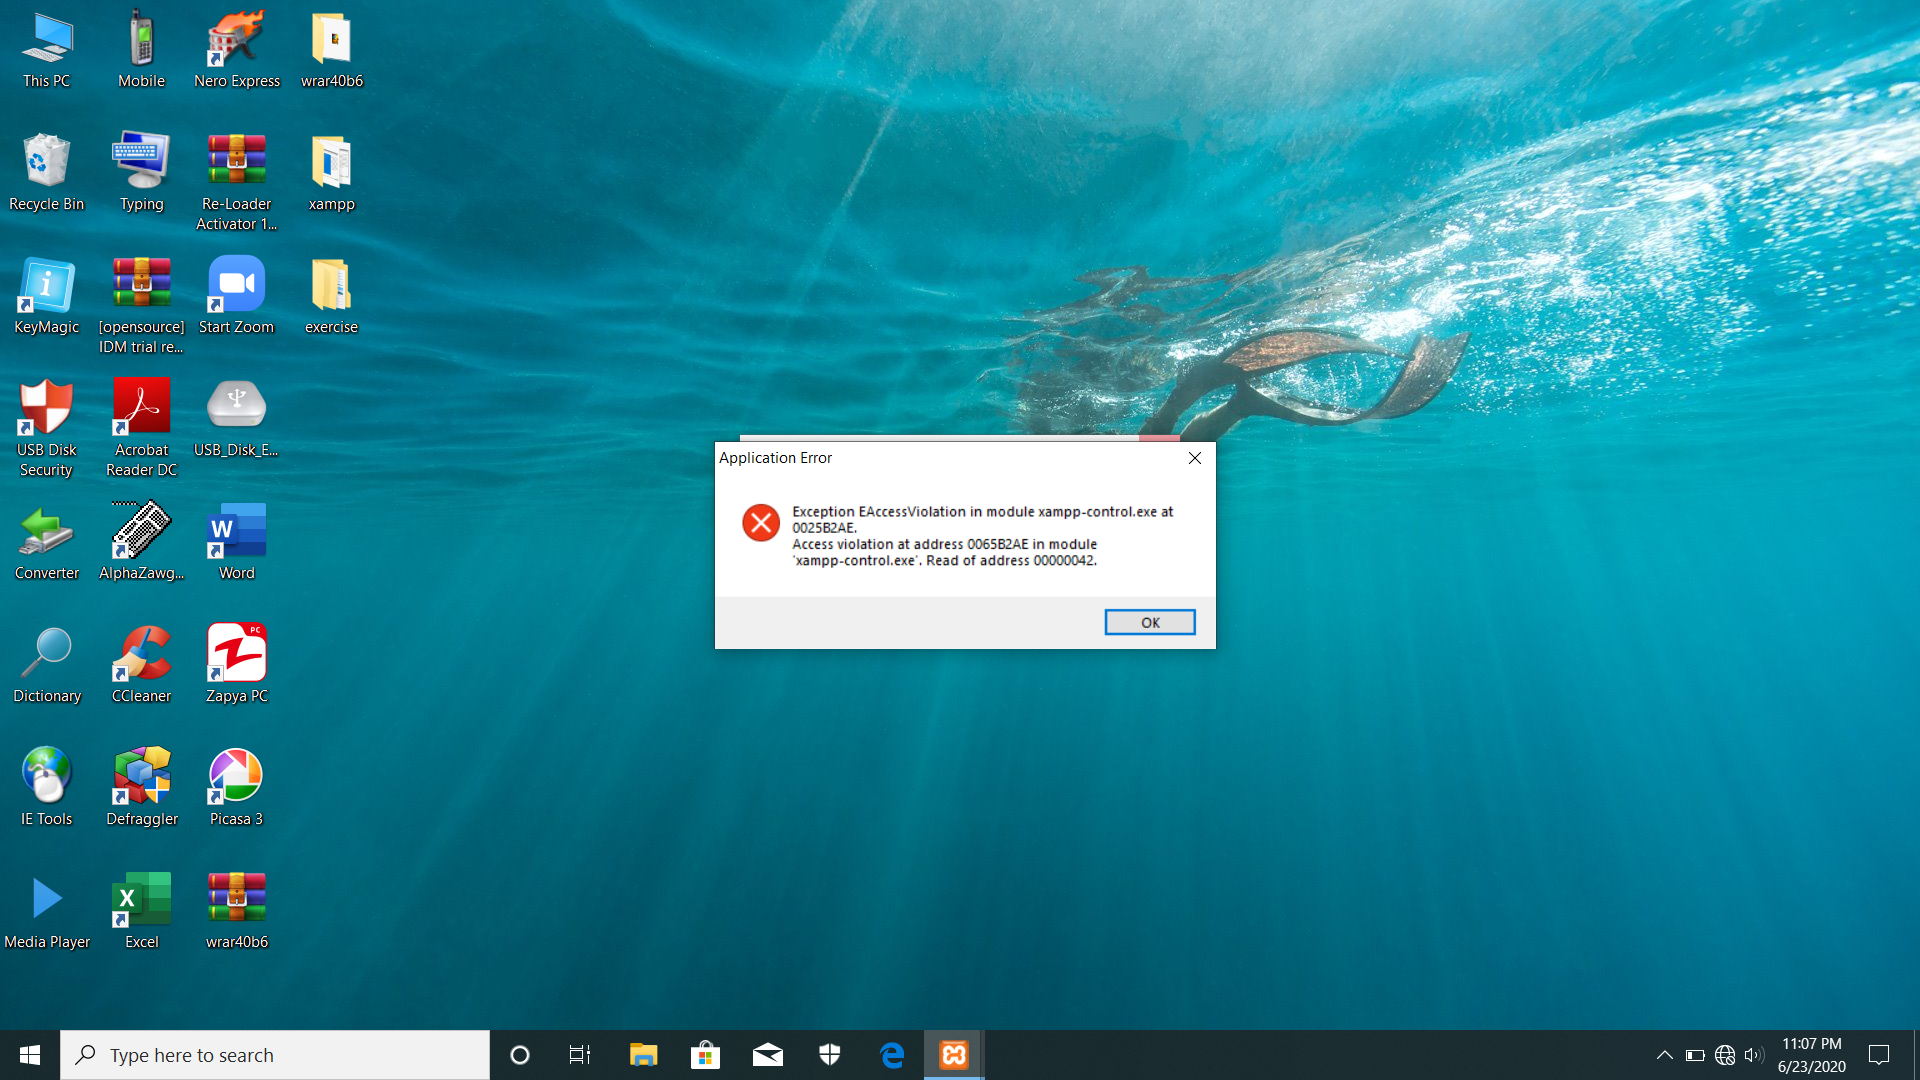 This PC
Mobile
Nero Express
wrar40b6
Recycle Bin
Typing
Re-Loader
Activator 1...
xampp
KeyMagic
[opensource]
IDM trial re...
Start Zoom
exercise
USB Disk
Security
Acrobat
Reader DC
USB_Disk_E...
Converter
AlphaZawg...
W
Word
Dictionary
CCleaner
PC
Zapya PC
IE Tools
Defraggler
Picasa 3
Media Player
X
Excel
wrar40b6
Application Error
Exception EAccessViolation in module xampp-control.exe at
0025B2AE.
Access violation at address 0065B2AE in module
'xampp-control.exe'. Read of address 00000042.
OK
Type here to search
11:07 PM
6/23/2020